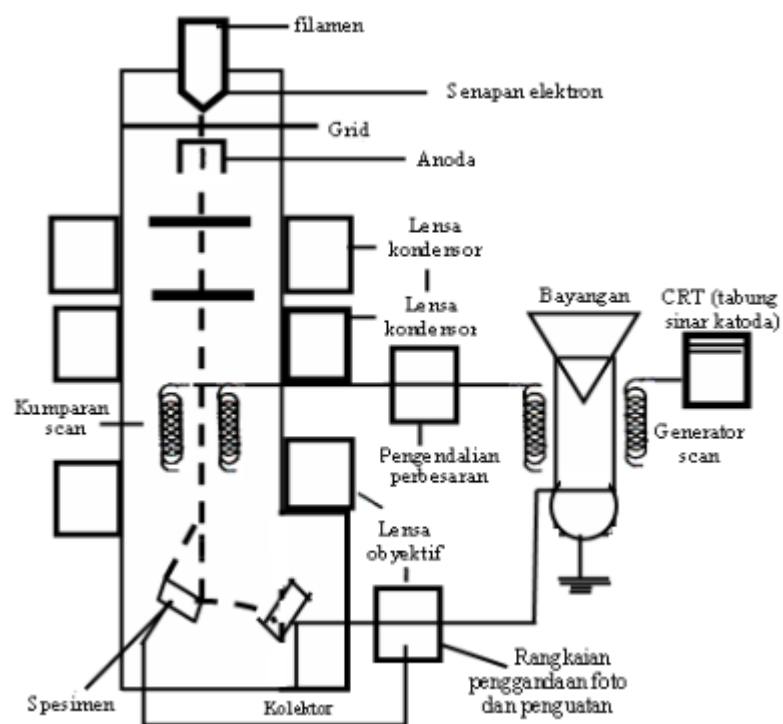 filamen
Senapan elektron
Grid
Anoda
Lensa
kondensor
Lensa
kondensor
Bayangan
CRT (tabung
sinar katoda)
Kumparan
scan
Pengendalian
perbesaran
Generator
scan
Lensa
obyektif
Spesimen
Kolektor
Rangkaian
penggandaan foto
dan penguatan